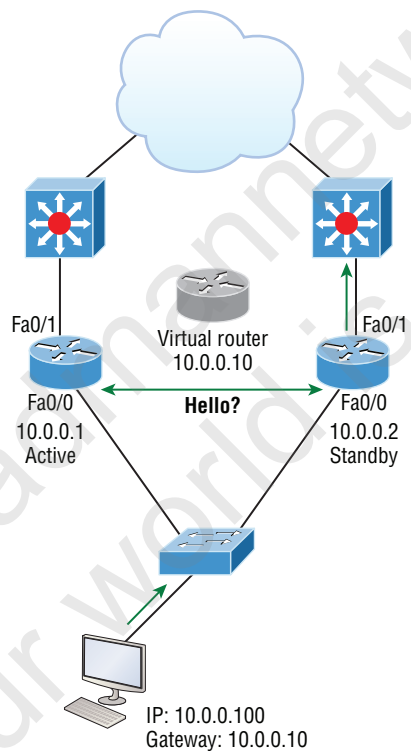 Fa0/1
Virtual router
10.0.0.10
Fa0/1
Hello?
Fa0/0
10.0.0.1
Active
Fa0/0
10.0.0.2
Standby
IP: 10.0.0.100
Gateway: 10.0.0.10